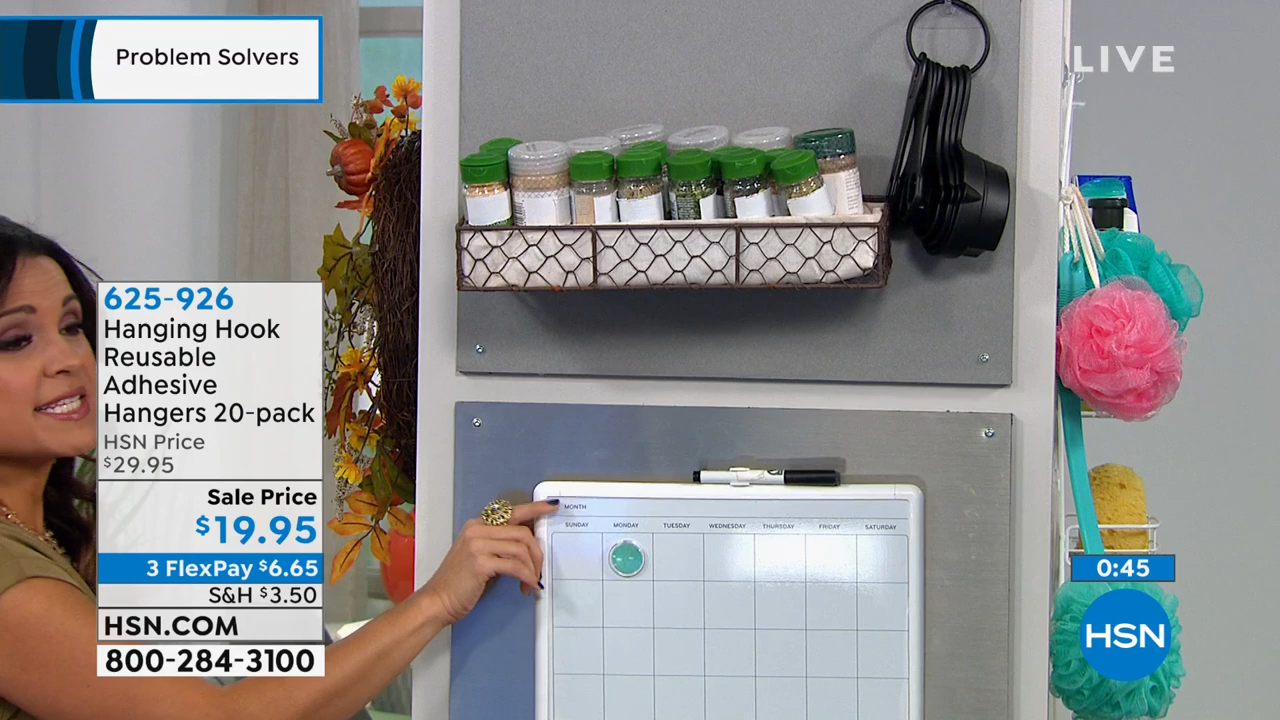 Problem Solvers
LIVE
625-926
Hanging Hook
Reusable
Adhesive
Hangers 20-pack
HSN Price
$29.95
Sale Price
$19.95
3 FlexPay $6.65
S&H $3.50
HSN.COM
800-284-3100
MONTH
SUNDAY MONDAY TUESDAY WEDNESDAY THURSDAY FRIDAY SATURDAY
0:45
HSN